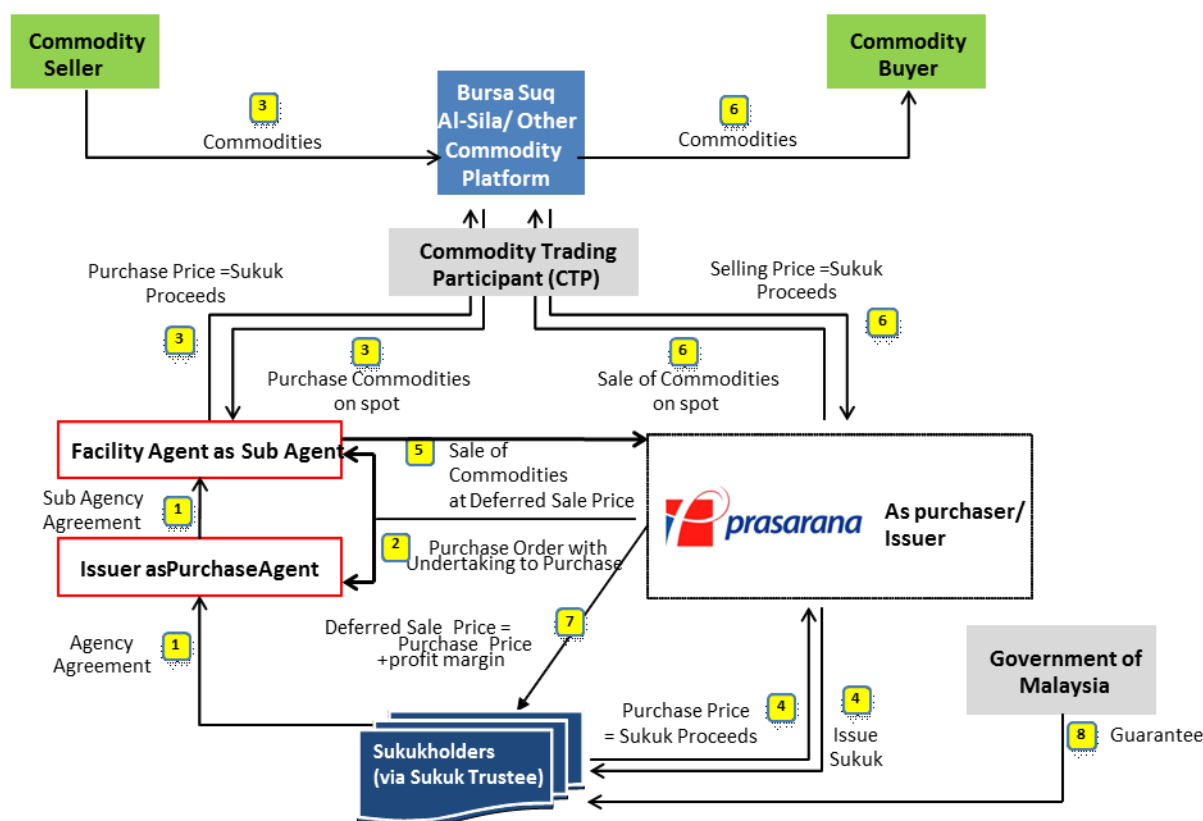 Commodity
Seller
Commodity
Buyer
Bursa Suq
Al-Sila/ Other
Commodity
Platform
3
Commodities
6
Commodities
Commodity Trading
Participant (CTP)
Purchase Price =Sukuk
Proceeds
3
Selling Price =Sukuk
Proceeds
6
3
Purchase Commodities
on spot
6
Sale of Commodities
on spot
Facility Agent as Sub Agent
5
Sale of
Commodities
at Deferred Sale Price
Sub Agency
Agreement
1
prasarana
As purchaser/
Issuer
2
Purchase Order with
Undertaking to Purchase
Issuer asPurchaseAgent
Agency
Agreement
1
Deferred Sale Price =
Purchase Price
+profit margin
7
Government of
Malaysia
Purchase Price
= Sukuk Proceeds
4
4
Issue
Sukuk
8
Guarantee
Sukukholders
(via Sukuk Trustee)